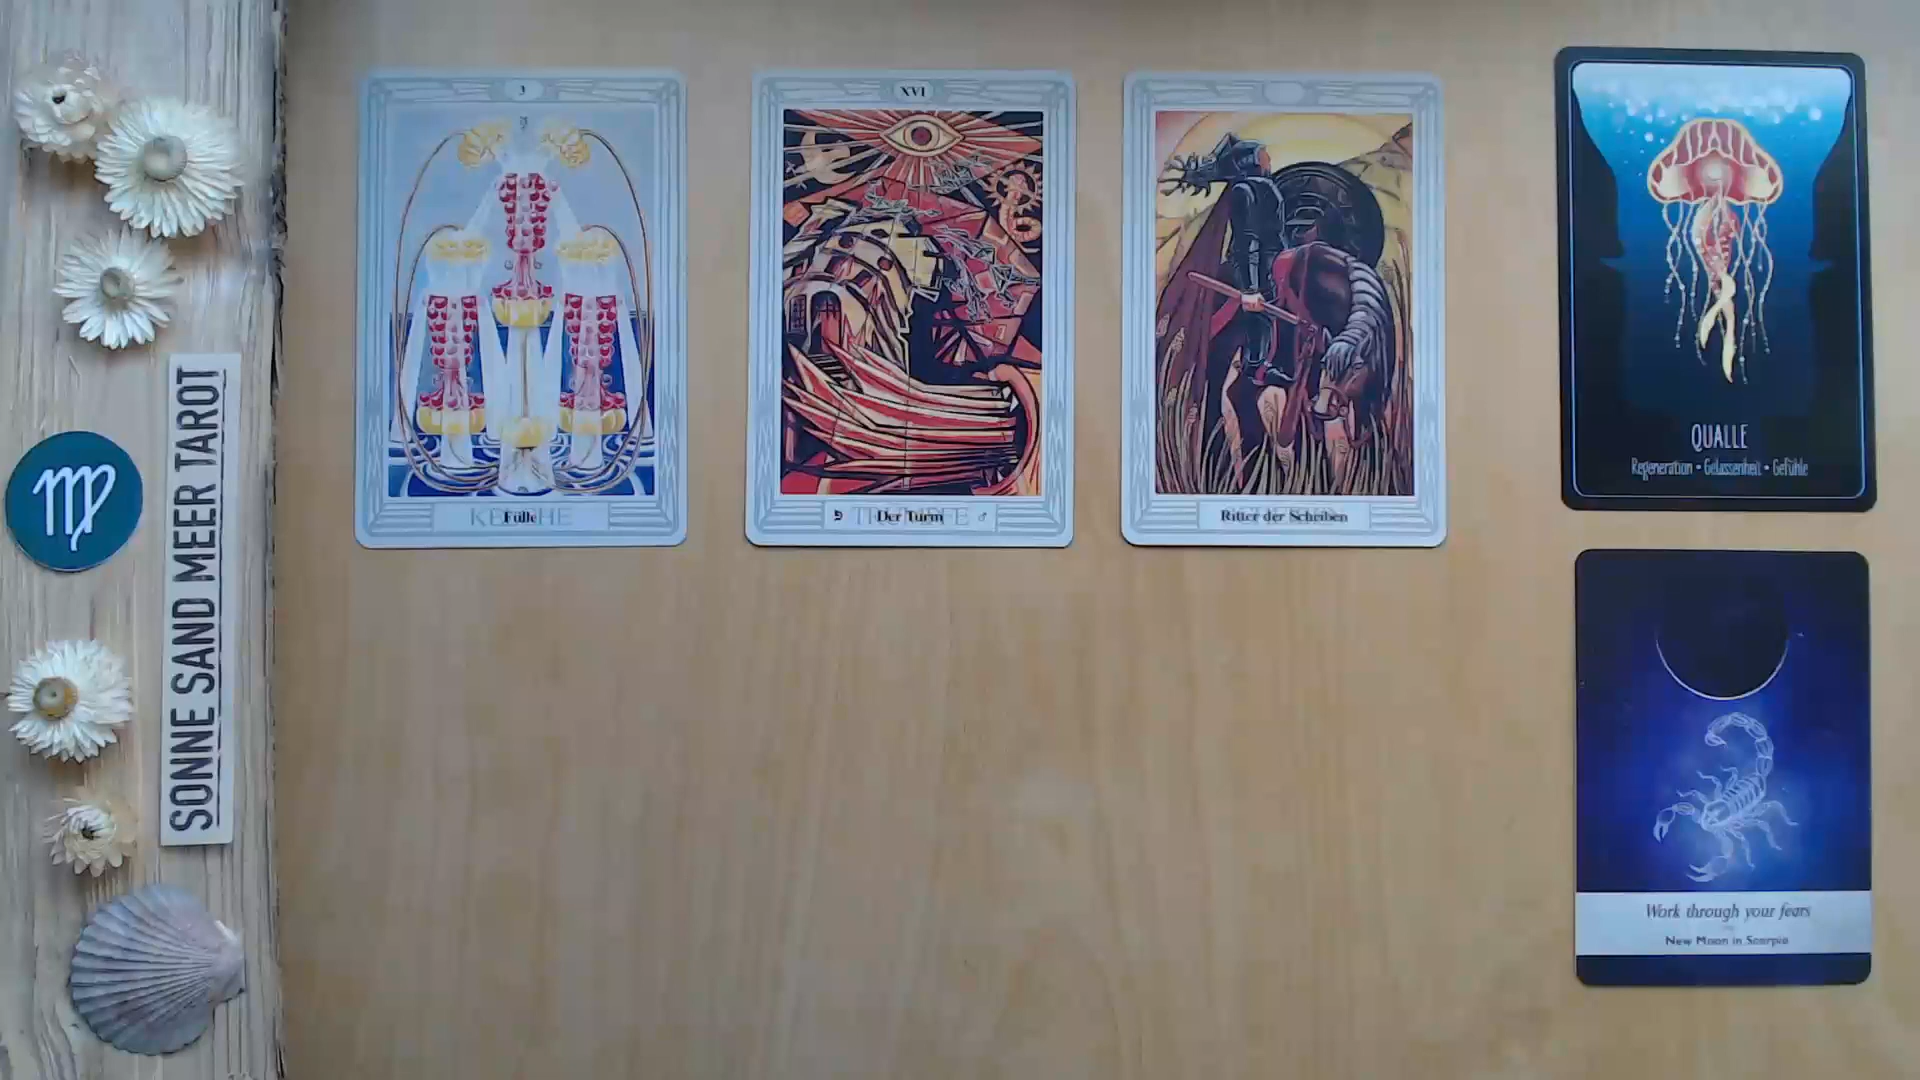 SONNE SAND MEER TAROT
3
KELCHE
Fülle
XVI
Der Turm
Ritter der Scheiben
QUALLE
Regeneration • Gelassenheit • Gefühle
Work through your fears
New Moon in Scorpio